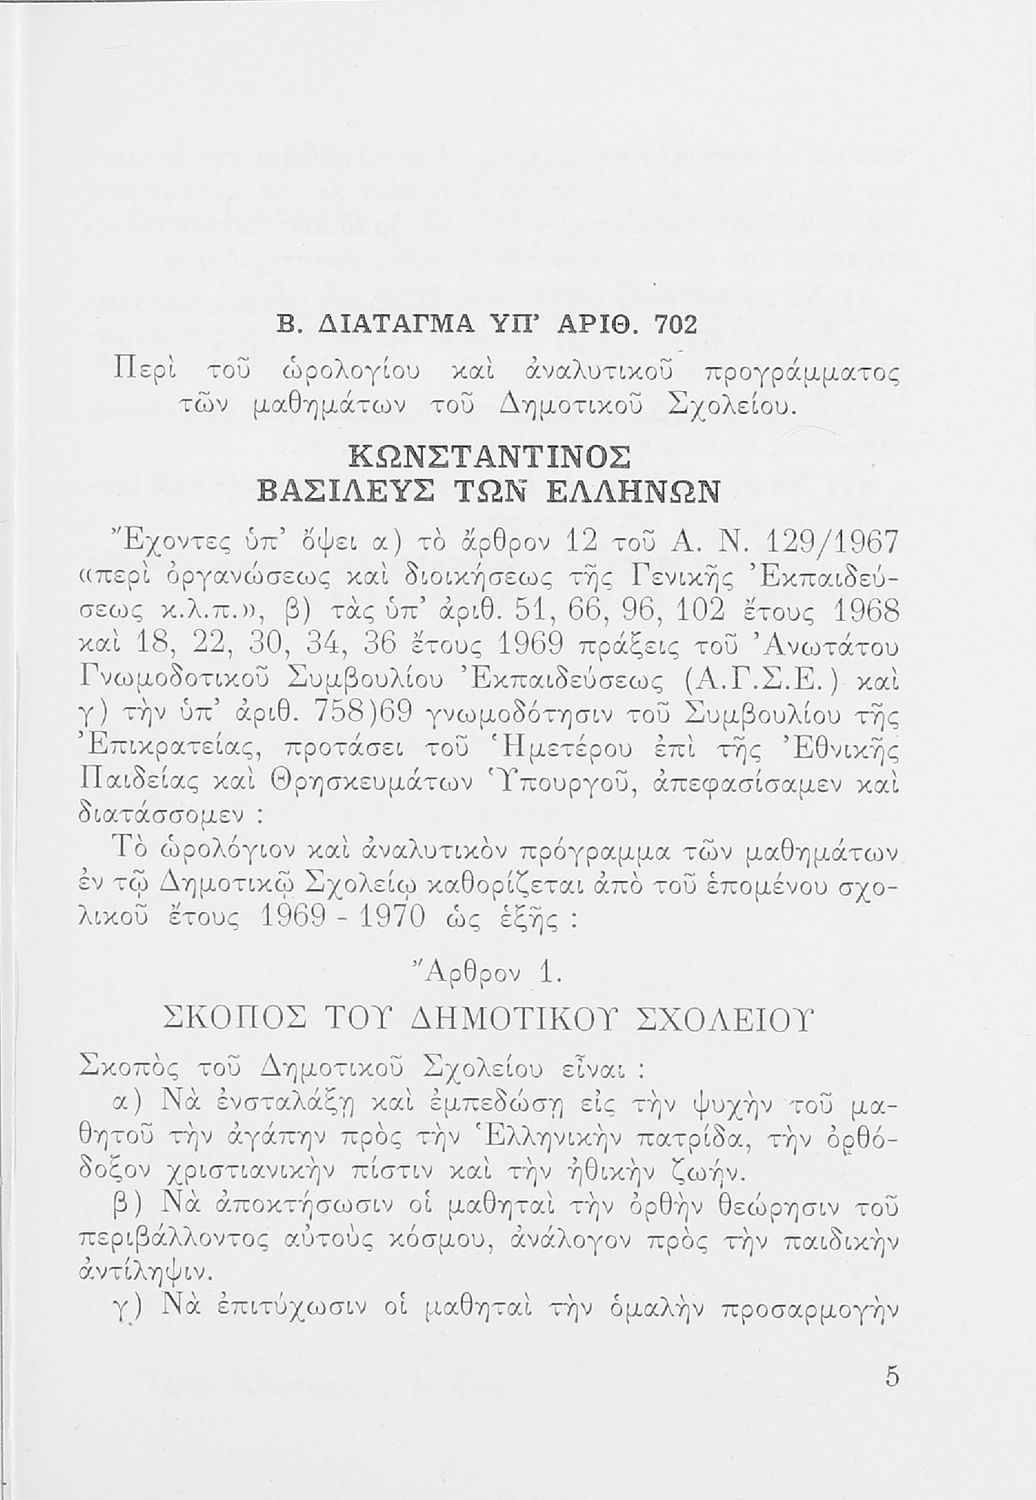 Β. ΔΙΑΤΑΓΜΑ ΥΠ’ ΑΡΙΘ. 702
Περὶ τοῦ ὡρολογίου καὶ ἀναλυτικοῦ προγράμματος
τῶν μαθημάτων τοῦ Δημοτικοῦ Σχολείου.
ΚΩΝΣΤΑΝΤΙΝΟΣ
ΒΑΣΙΛΕΥΣ ΤΩΝ ΕΛΛΗΝΩΝ
Ἔχοντες ὑπ’ ὄψει α) τὸ ἄρθρον 12 τοῦ Α. Ν. 129/1967
«περὶ ὀργανώσεως καὶ διοικήσεως τῆς Γενικῆς Ἐκπαιδεύ-
σεως κ.λ.π.», β) τὰς ὑπ’ ἀριθ. 51, 66, 96, 102 ἔτους 1968
καὶ 18, 22, 30, 34, 36 ἔτους 1969 πράξεις τοῦ Ἀνωτάτου
Γνωμοδοτικοῦ Συμβουλίου Ἐκπαιδεύσεως (Α.Γ.Σ.Ε.) καὶ
γ) τὴν ὑπ’ ἀριθ. 758)69 γνωμοδότησιν τοῦ Συμβουλίου τῆς
Ἐπικρατείας, προτάσει τοῦ Ἡμετέρου ἐπὶ τῆς Ἐθνικῆς
Παιδείας καὶ Θρησκευμάτων Ὑπουργοῦ, ἀπεφασίσαμεν καὶ
διατάσσομεν :
Τὸ ὡρολόγιον καὶ ἀναλυτικὸν πρόγραμμα τῶν μαθημάτων
ἐν τῷ Δημοτικῷ Σχολείῳ καθορίζεται ἀπὸ τοῦ ἑπομένου σχο-
λικοῦ ἔτους 1969 - 1970 ὡς ἑξῆς :
Ἄρθρον 1.
ΣΚΟΠΟΣ ΤΟΥ ΔΗΜΟΤΙΚΟΥ ΣΧΟΛΕΙΟΥ
Σκοπὸς τοῦ Δημοτικοῦ Σχολείου εἶναι :
α) Νὰ ἐνσταλάξῃ καὶ ἐμπεδώσῃ εἰς τὴν ψυχὴν τοῦ μα-
θητοῦ τὴν ἀγάπην πρὸς τὴν Ἑλληνικὴν πατρίδα, τὴν ὀρθό-
δοξον χριστιανικὴν πίστιν καὶ τὴν ἠθικὴν ζωήν.
β) Νὰ ἀποκτήσωσιν οἱ μαθηταὶ τὴν ὀρθὴν θεώρησιν τοῦ
περιβάλλοντος αὐτοὺς κόσμου, ἀνάλογον πρὸς τὴν παιδικὴν
ἀντίληψιν.
γ) Νὰ ἐπιτύχωσιν οἱ μαθηταὶ τὴν ὁμαλὴν προσαρμογὴν
5